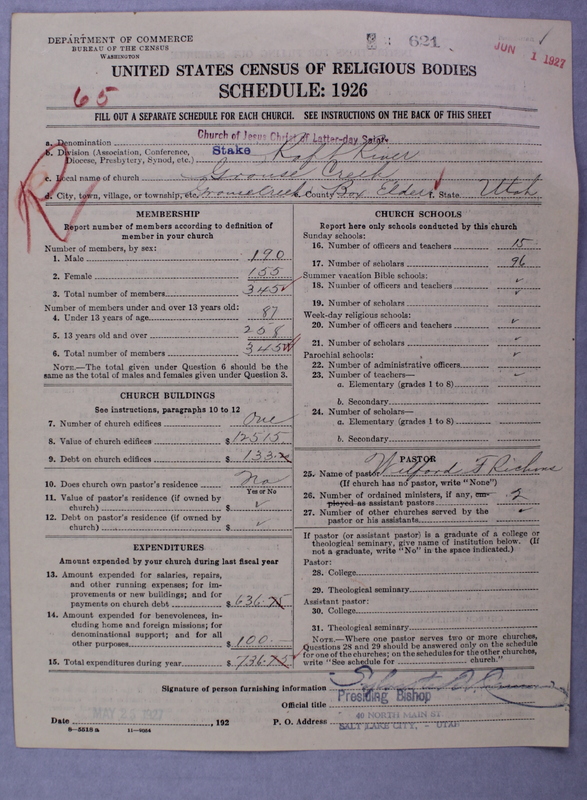 621 1
JUN 1 1927
DEPARTMENT OF COMMERCE
BUREAU OF THE CENSUS
WASHINGTON
UNITED STATES CENSUS OF RELIGIOUS BODIES
SCHEDULE: 1926
65
FILL OUT A SEPARATE SCHEDULE FOR EACH CHURCH. SEE INSTRUCTIONS ON THE BACK OF THIS SHEET
a. Denomination Church of Jesus Christ of Latter-day Saints
b. Division (Association, Conference, Diocese, Presbytery, Synod, etc.) Stake Raft River
c. Local name of church Grouse Creek
d. City, town, village, or township, etc. Grouse Creek e. County Box Elder f. State Utah
R
MEMBERSHIP
Report number of members according to definition of member in your church
Number of members, by sex:
1. Male 190
2. Female 155
3. Total number of members 345
Number of members under and over 13 years old:
4. Under 13 years of age 87
5. 13 years old and over 258
6. Total number of members 345
NOTE.—The total given under Question 6 should be the same as the total of males and females given under Question 3.
CHURCH BUILDINGS
See instructions, paragraphs 10 to 12
7. Number of church edifices One
8. Value of church edifices $12515
9. Debt on church edifices $133
10. Does church own pastor's residence No
Yes or No
11. Value of pastor's residence (if owned by church) $ ✓
12. Debt on pastor's residence (if owned by church) $ ✓
EXPENDITURES
Amount expended by your church during last fiscal year
13. Amount expended for salaries, repairs, and other running expenses; for improvements or new buildings; and for payments on church debt $636.75
14. Amount expended for benevolences, including home and foreign missions; for denominational support; and for all other purposes $100.—
15. Total expenditures during year $736.75
CHURCH SCHOOLS
Report here only schools conducted by this church
Sunday schools:
16. Number of officers and teachers 15
17. Number of scholars 96
Summer vacation Bible schools:
18. Number of officers and teachers ✓
19. Number of scholars ✓
Week-day religious schools:
20. Number of officers and teachers ✓
21. Number of scholars ✓
Parochial schools:
22. Number of administrative officers ✓
23. Number of teachers—
a. Elementary (grades 1 to 8)
b. Secondary
24. Number of scholars—
a. Elementary (grades 1 to 8)
b. Secondary
PASTOR
25. Name of pastor Wilford F Richins
(If church has no pastor, write "None")
26. Number of ordained ministers, if any, employed as assistant pastors 2
27. Number of other churches served by the pastor or his assistants ✓
If pastor (or assistant pastor) is a graduate of a college or theological seminary, give name of institution below. (If not a graduate, write "No" in the space indicated.)
Pastor:
28. College
29. Theological seminary
Assistant pastor:
30. College
31. Theological seminary
NOTE.—Where one pastor serves two or more churches, Questions 28 and 29 should be answered only on the schedule for one of the churches; on the schedules for the other churches, write "See schedule for church."
Signature of person furnishing information
Official title Presiding Bishop
Date MAY 25 1927, 192 P. O. Address 40 NORTH MAIN ST
SALT LAKE CITY, - UTAH
8—5518 a 11—9064